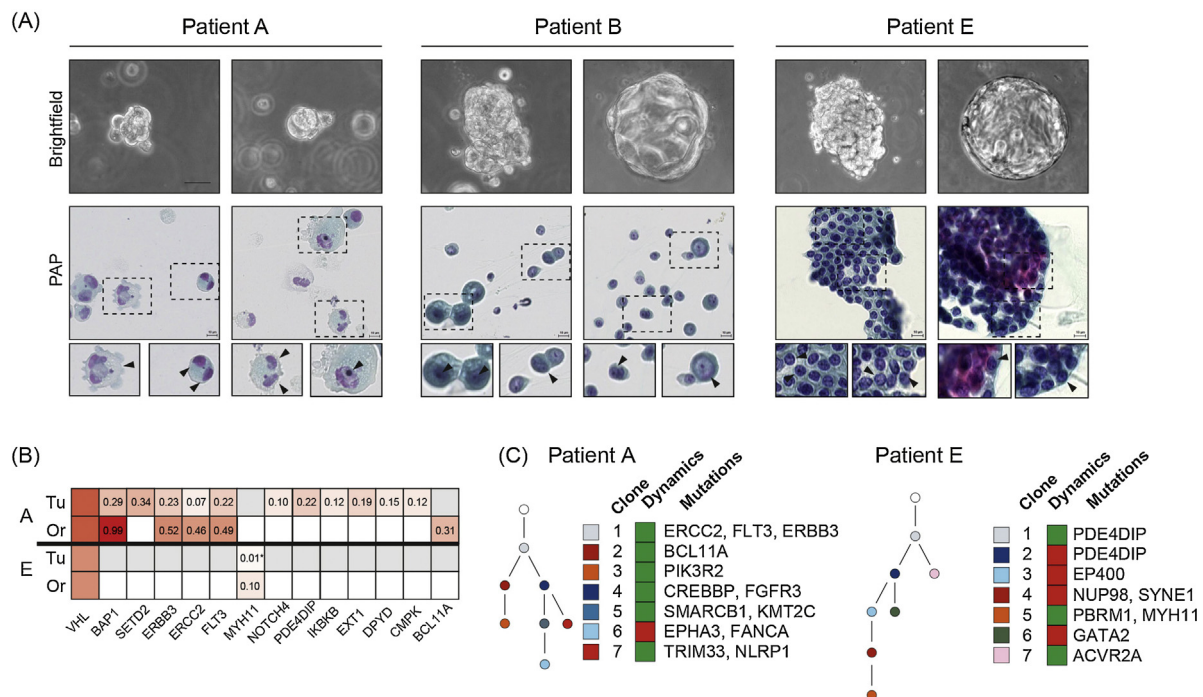 (A)
Patient A
Patient B
Patient E
Brightfield
PAP
(B)
A
Tu
0.29 0.34 0.23 0.07 0.22 0.10 0.22 0.12 0.19 0.15 0.12
Or
0.99 0.52 0.46 0.49 0.31
E
Tu
0.01*
Or
0.10
VHL BAP1 SETD2 ERBB3 ERCC2 FLT3 MYH11 NOTCH4 PDE4DIP IKBKB EXT1 DPYD CMPK BCL11A
(C)
Patient A
Clone Dynamics Mutations
1 ERCC2, FLT3, ERBB3
2 BCL11A
3 PIK3R2
4 CREBBP, FGFR3
5 SMARCB1, KMT2C
6 EPHA3, FANCA
7 TRIM33, NLRP1
Patient E
Clone Dynamics Mutations
1 PDE4DIP
2 PDE4DIP
3 EP400
4 NUP98, SYNE1
5 PBRM1, MYH11
6 GATA2
7 ACVR2A